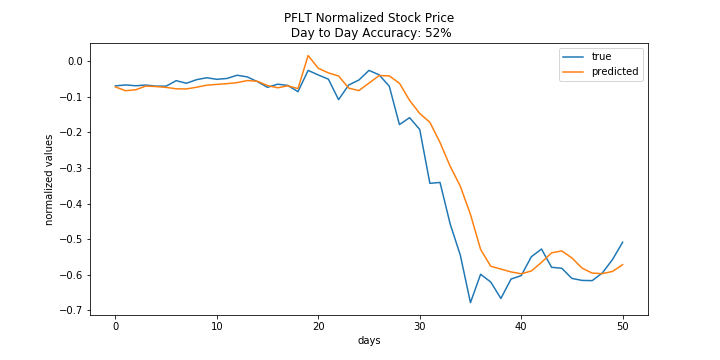 PFLT Normalized Stock Price
Day to Day Accuracy: 52%
true
predicted
normalized values
0.0
−0.1
−0.2
−0.3
−0.4
−0.5
−0.6
−0.7
0 10 20 30 40 50
days